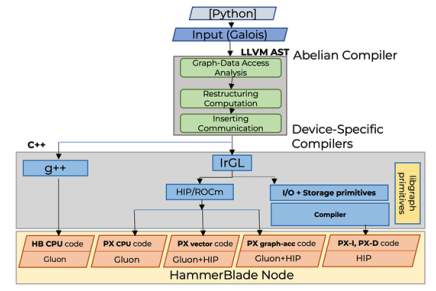 [Python]
Input (Galois)
LLVM AST
Abelian Compiler
Graph-Data Access
Analysis
Restructuring
Computation
Inserting
Communication
Device-Specific
Compilers
C++
g++
IrGL
HIP/ROCm
I/O + Storage primitives
Compiler
libgraph
primitives
HB CPU code
Gluon
PX CPU code
Gluon
PX vector code
Gluon+HIP
PX graph-acc code
Gluon+HIP
PX-I, PX-D code
HIP
HammerBlade Node